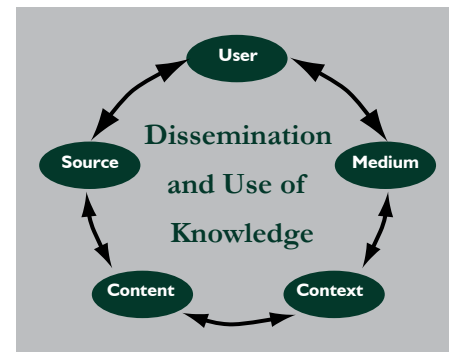 User
Dissemination
Source
Medium
and Use of
Knowledge
Content
Context